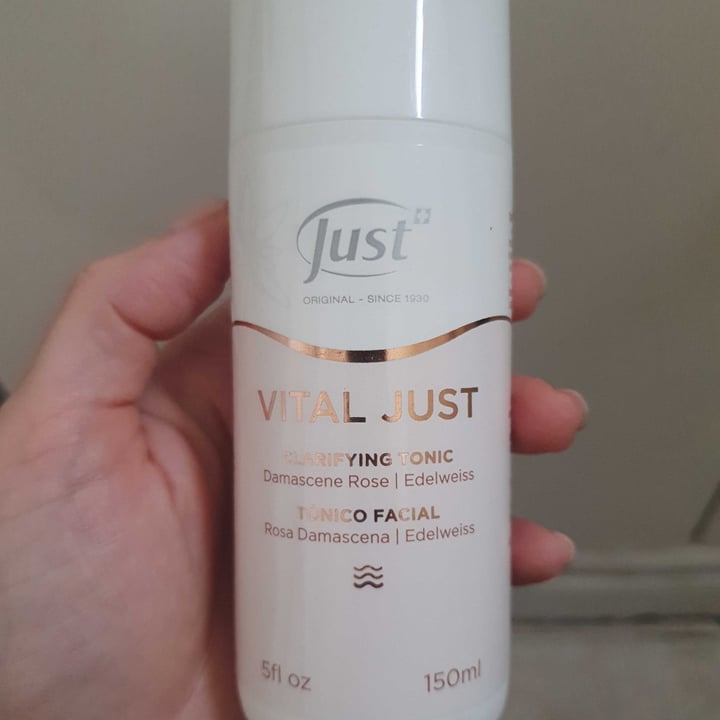 Just
ORIGINAL - SINCE 1930
VITAL JUST
CLARIFYING TONIC
Damascene Rose | Edelweiss
TÓNICO FACIAL
Rosa Damascena | Edelweiss
5fl oz 150ml